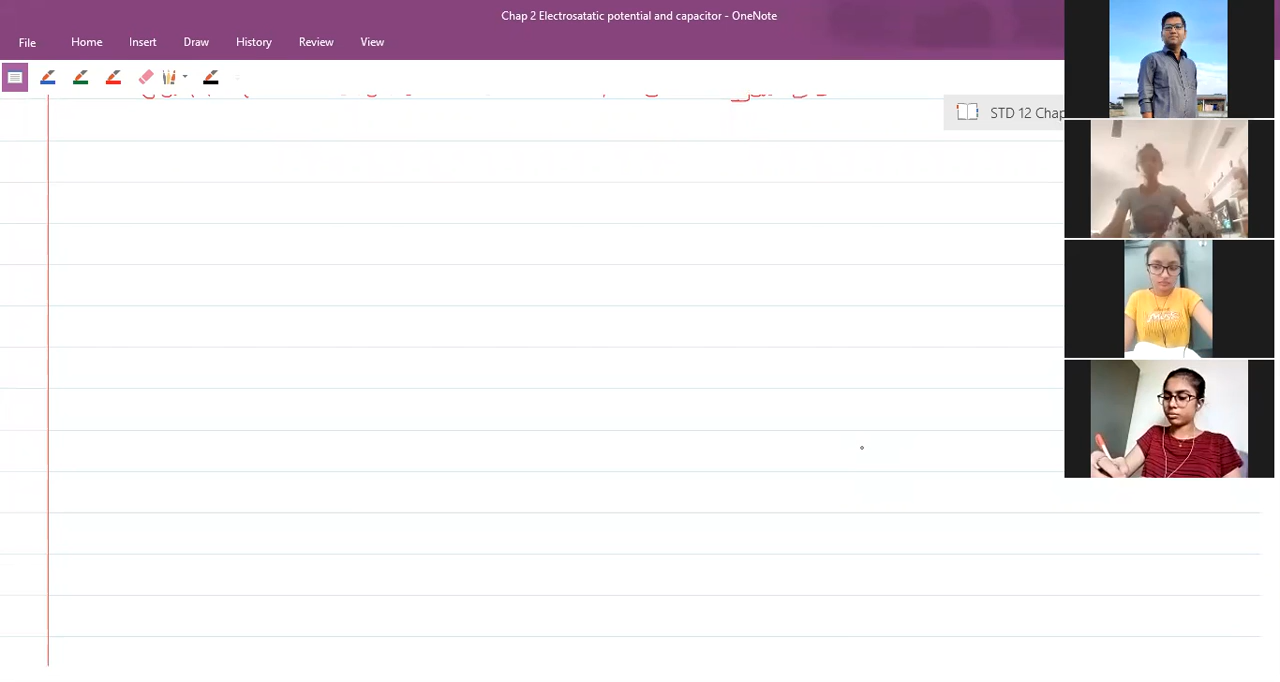 Chap 2 Electrosatatic potential and capacitor - OneNote
File Home Insert Draw History Review View
STD 12 Chap